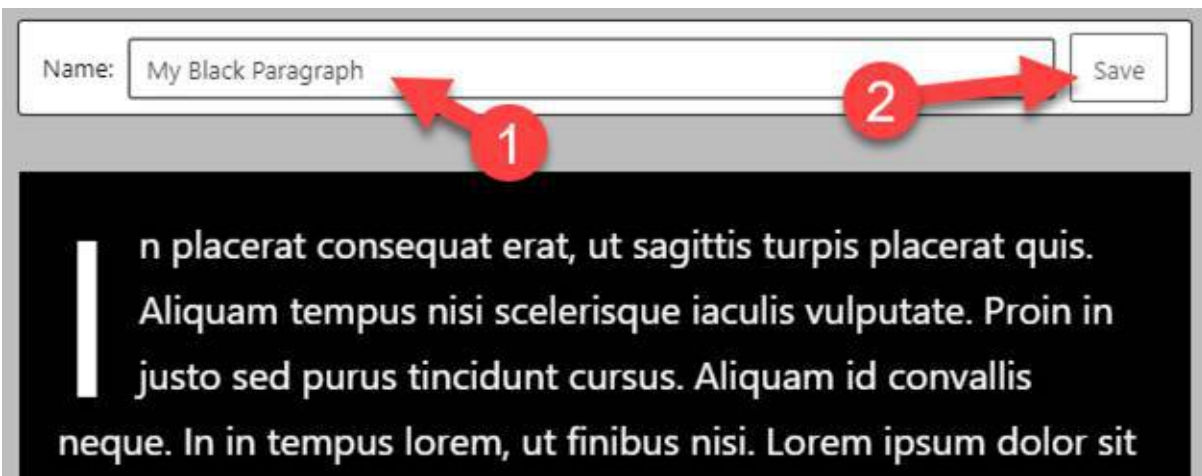 Name: My Black Paragraph Save
1
2
In placerat consequat erat, ut sagittis turpis placerat quis.
Aliquam tempus nisi scelerisque iaculis vulputate. Proin in
justo sed purus tincidunt cursus. Aliquam id convallis
neque. In in tempus lorem, ut finibus nisi. Lorem ipsum dolor sit